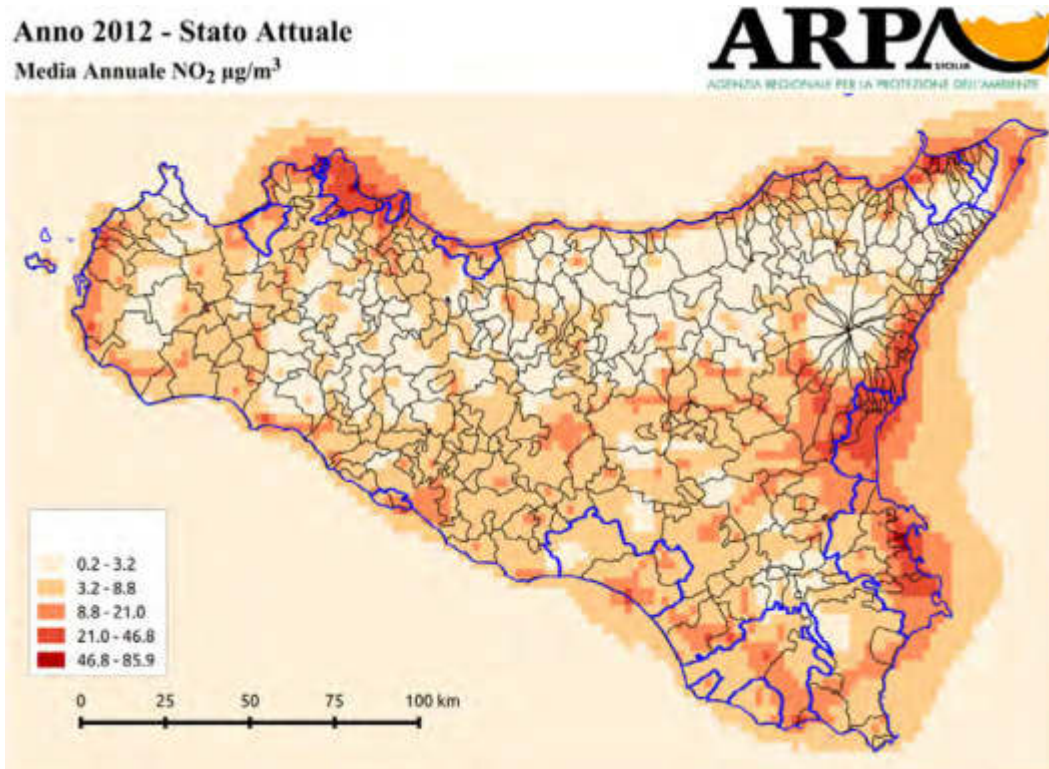 Anno 2012 - Stato Attuale
Media Annuale NO₂ µg/m³
ARPA
SICILIA
AGENZIA REGIONALE PER LA PROTEZIONE DELL'AMBIENTE
0.2 - 3.2
3.2 - 8.8
8.8 - 21.0
21.0 - 46.8
46.8 - 85.9
0 25 50 75 100 km